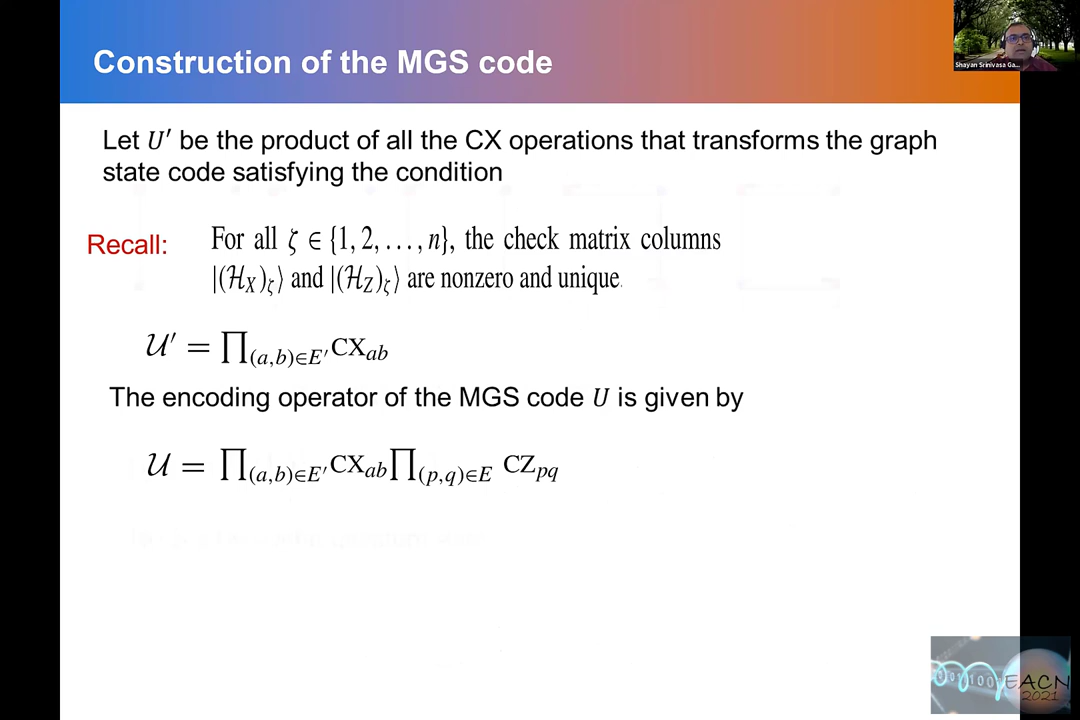 Construction of the MGS code
Shayan Srinivasa Ga...
Let U′ be the product of all the CX operations that transforms the graph
state code satisfying the condition
Recall:
For all ζ ∈ {1, 2, . . . , n}, the check matrix columns
|(ℋ_X)_ζ⟩ and |(ℋ_Z)_ζ⟩ are nonzero and unique.
𝒰′ = ∏_(a,b)∈E′ CX_ab
The encoding operator of the MGS code U is given by
𝒰 = ∏_(a,b)∈E′ CX_ab ∏_(p,q)∈E CZ_pq
EACN
2021